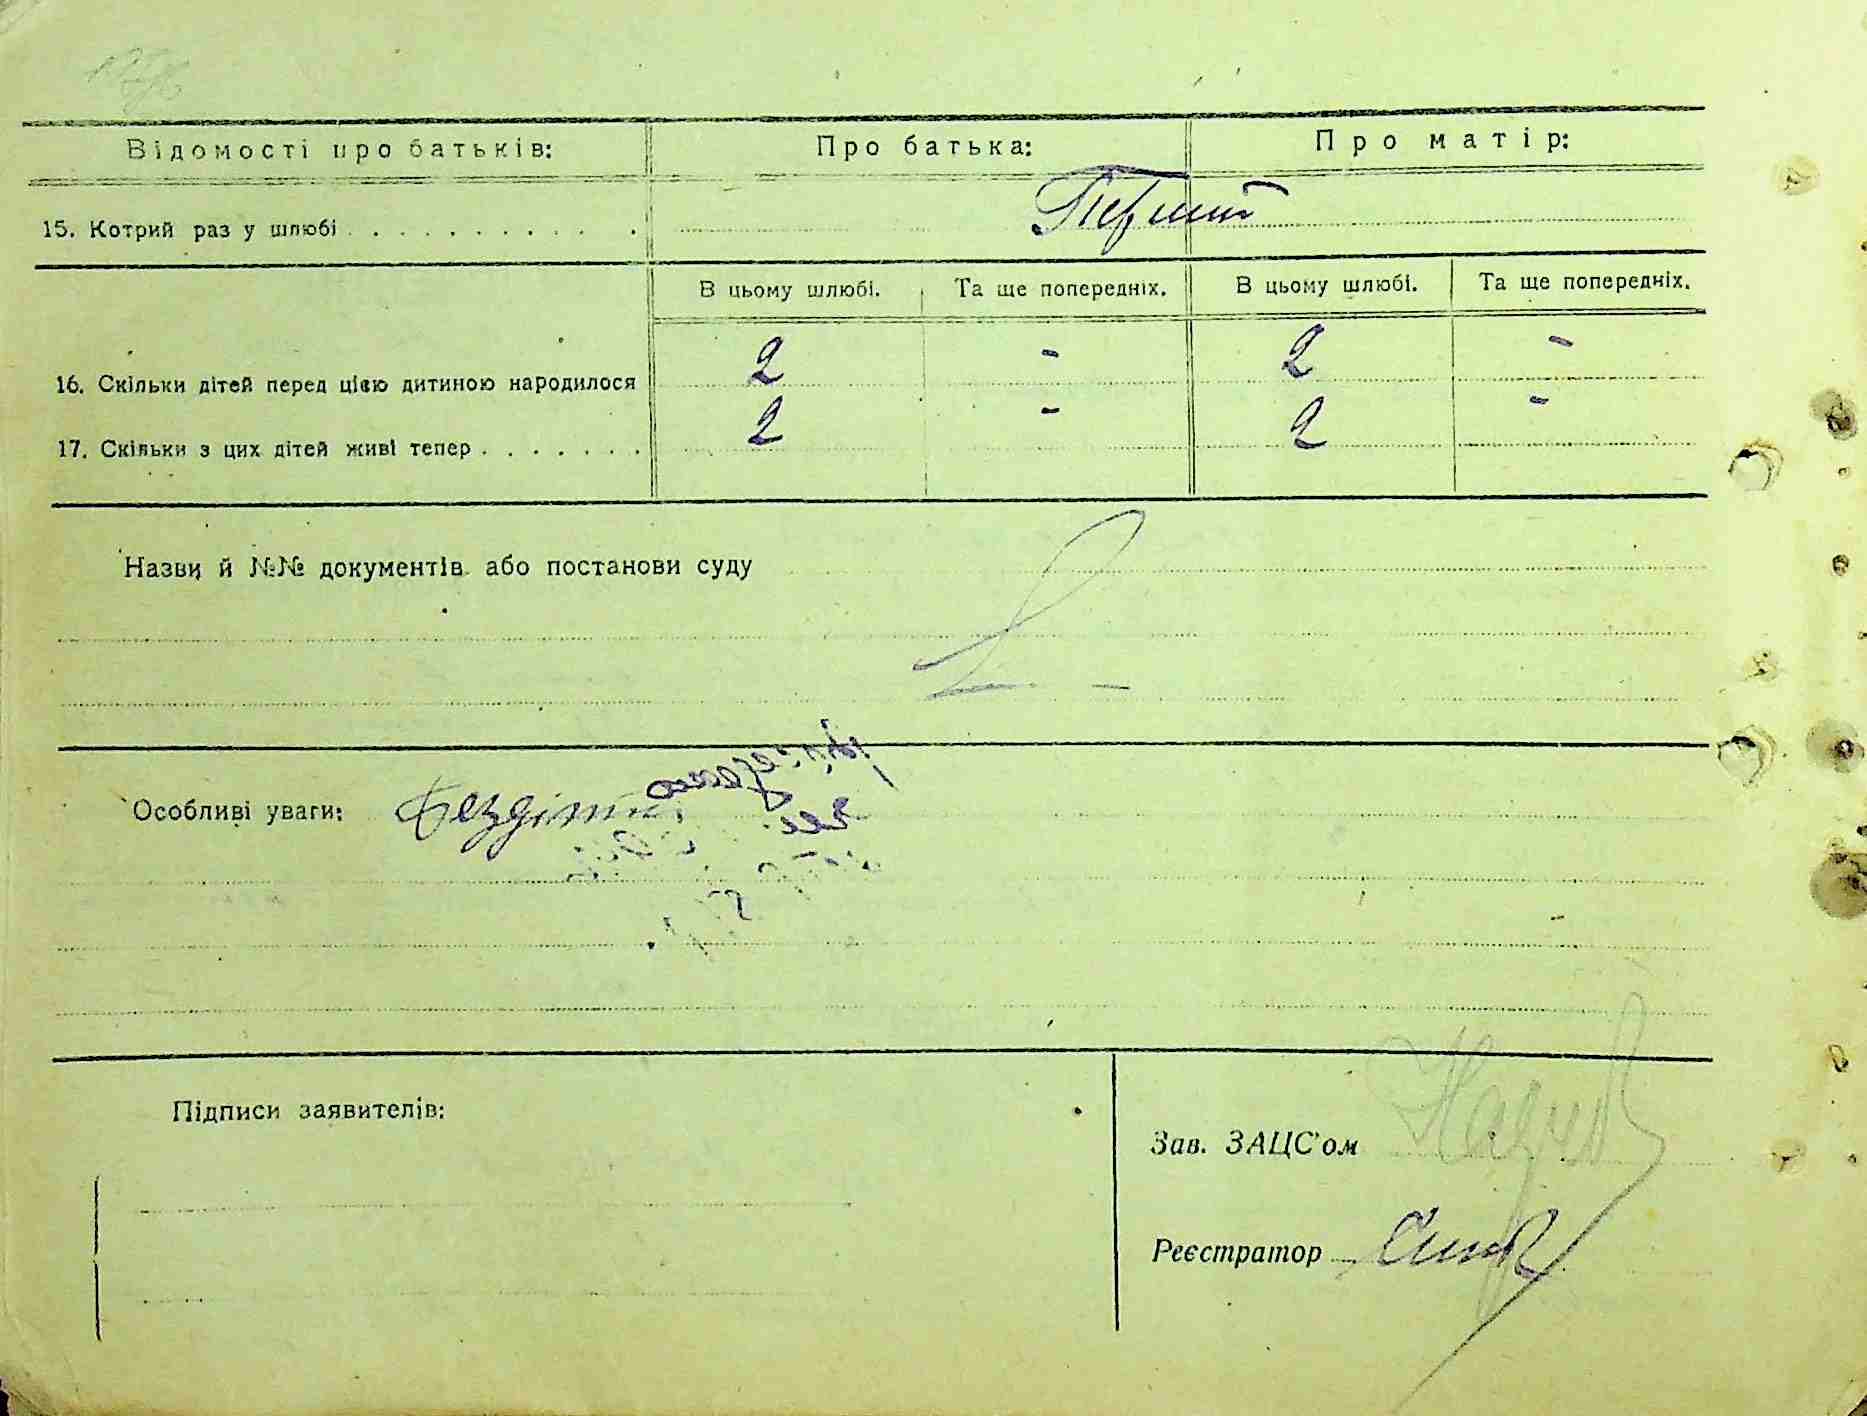 Відомості про батьків: Про батька: Про матір:
15. Котрий раз у шлюбі . . . . . . . . . . . . Перший
В цьому шлюбі. Та ще попередніх. В цьому шлюбі. Та ще попередніх.
16. Скільки дітей перед цією дитиною народилося 2 - 2 -
17. Скільки з цих дітей живі тепер . . . . . . . 2 - 2 -
Назви й №№ документів або постанови суду
Особливі уваги:
Підписи заявителів:
Зав. ЗАЦС'ом
Реєстратор